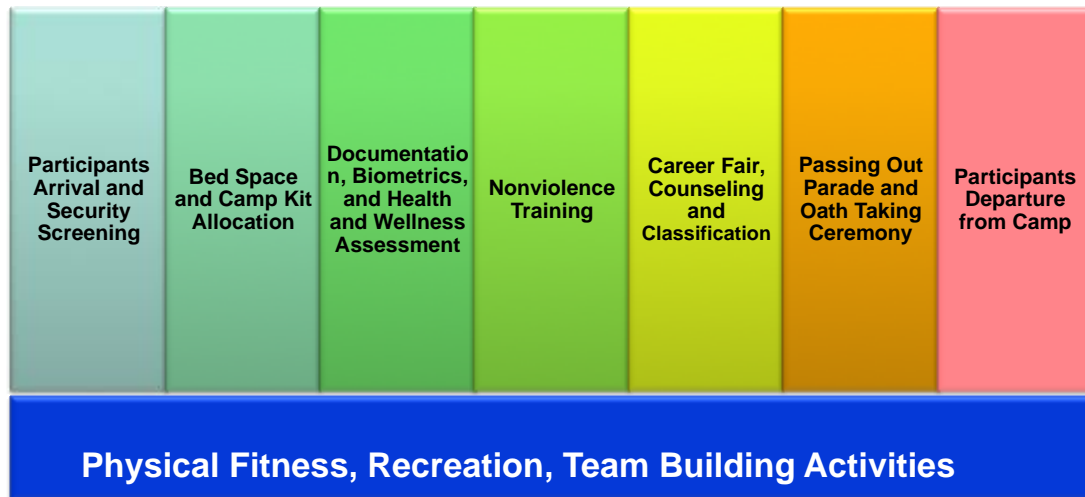 Participants
Arrival and
Security
Screening
Bed Space
and Camp Kit
Allocation
Documentatio
n, Biometrics,
and Health
and Wellness
Assessment
Nonviolence
Training
Career Fair,
Counseling
and
Classification
Passing Out
Parade and
Oath Taking
Ceremony
Participants
Departure
from Camp
Physical Fitness, Recreation, Team Building Activities